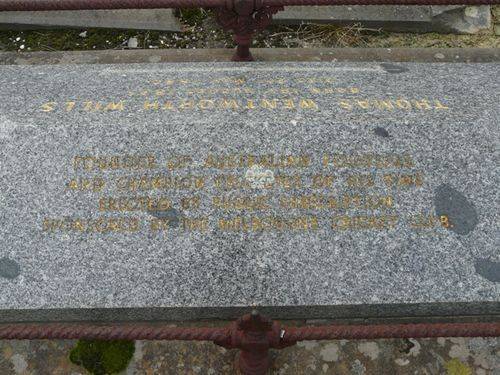 THOMAS WENTWORTH WILLS
FOUNDER OF AUSTRALIAN FOOTBALL
AND CHAMPION CRICKETER OF HIS TIME
ERECTED BY PUBLIC SUBSCRIPTION
SPONSORED BY THE MELBOURNE CRICKET CLUB.